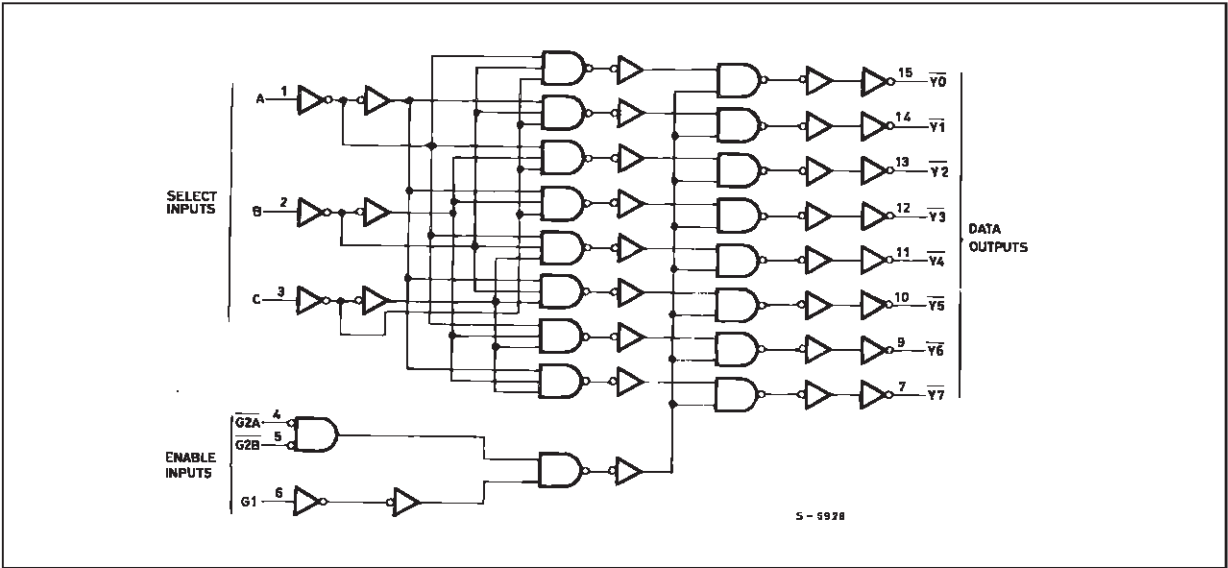 SELECT
INPUTS
A 1
B 2
C 3
ENABLE
INPUTS
G2A 4
G2B 5
G1 6
15 Y0
14 Y1
13 Y2
12 Y3
11 Y4
10 Y5
9 Y6
7 Y7
DATA
OUTPUTS
S-5928